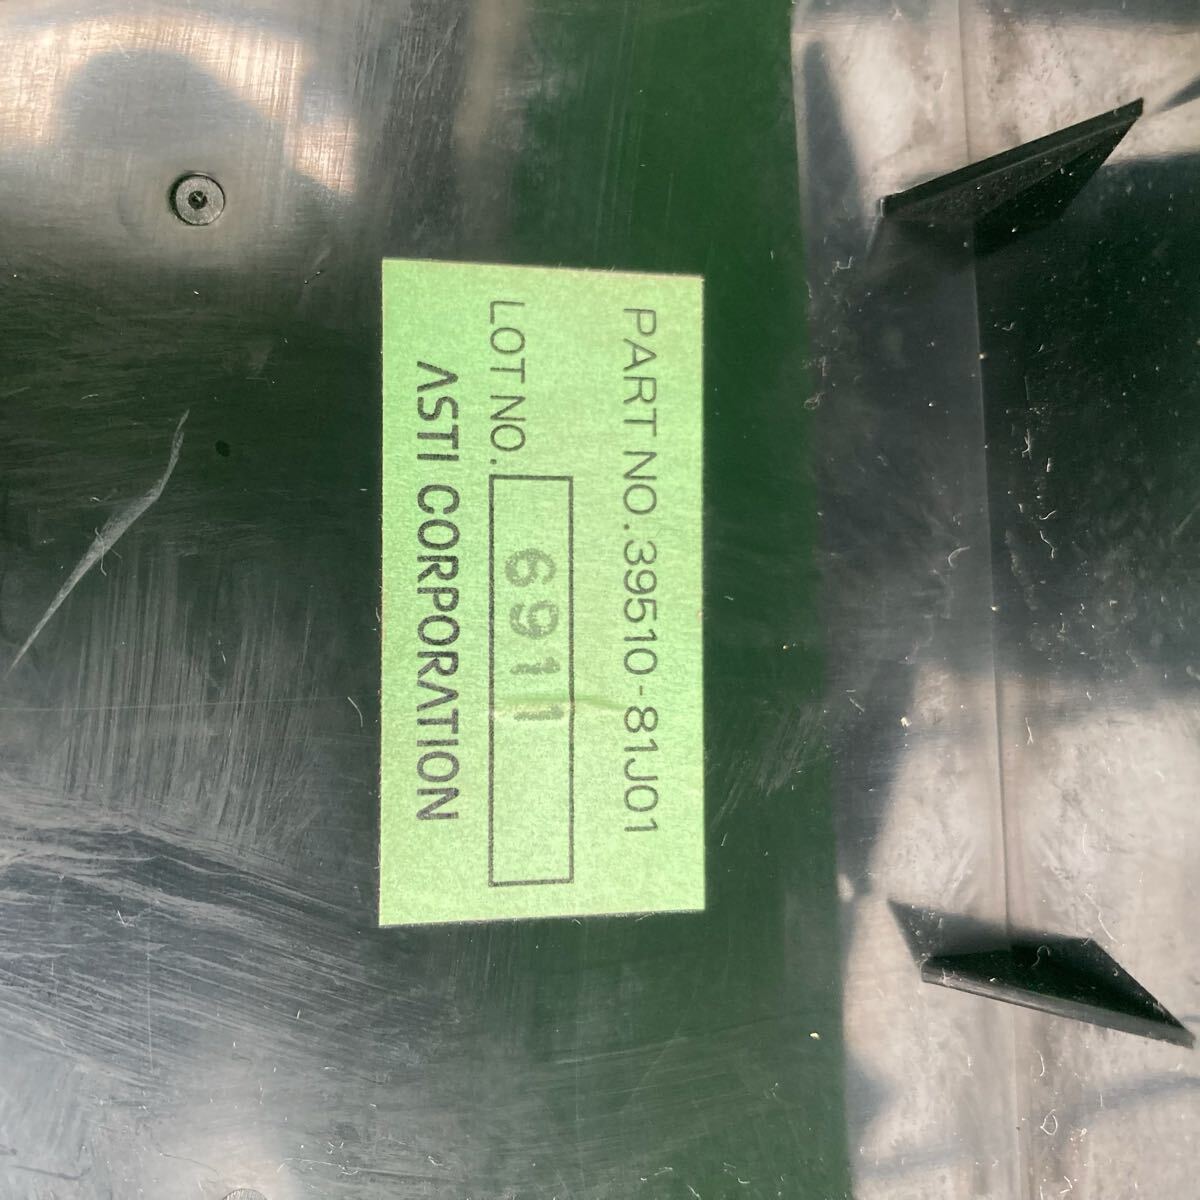 PART NO.39510-81J01
LOT NO. 6911
ASTI CORPORATION